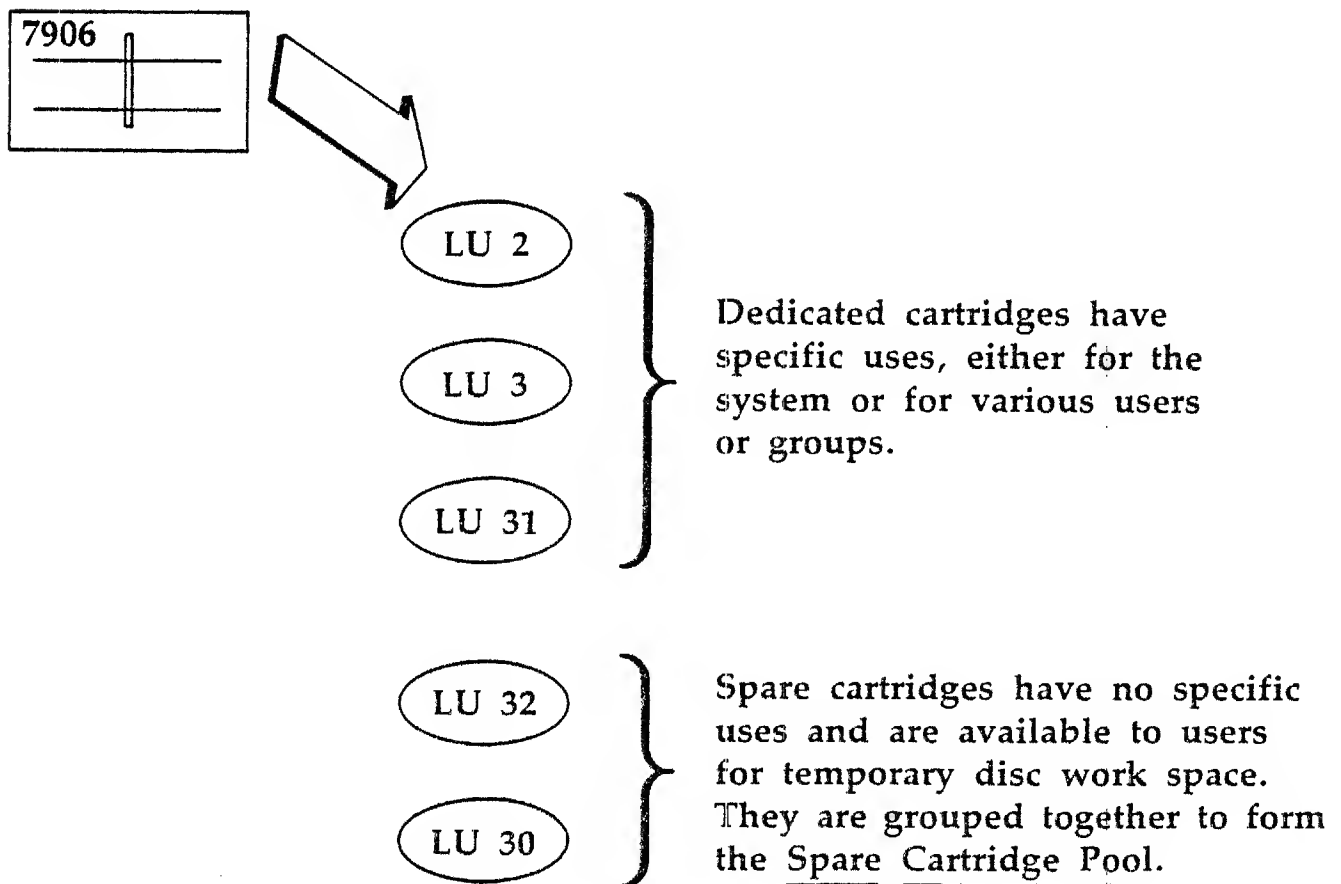 7906
LU 2
LU 3
LU 31
Dedicated cartridges have
specific uses, either for the
system or for various users
or groups.
LU 32
LU 30
Spare cartridges have no specific
uses and are available to users
for temporary disc work space.
They are grouped together to form
the Spare Cartridge Pool.